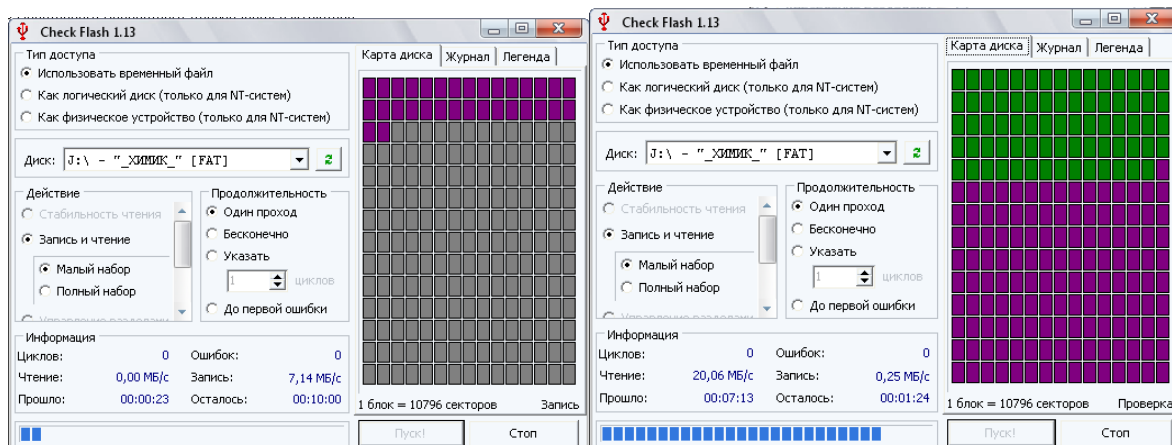 Check Flash 1.13
Тип доступа
Использовать временный файл
Как логический диск (только для NT-систем)
Как физическое устройство (только для NT-систем)
Диск: J:\ - "_ХИМИК_" [FAT]
Действие
Стабильность чтения
Запись и чтение
Малый набор
Полный набор
Продолжительность
Один проход
Бесконечно
Указать
1 циклов
До первой ошибки
Информация
Циклов: 0 Ошибок: 0
Чтение: 0,00 МБ/с Запись: 7,14 МБ/с
Прошло: 00:00:23 Осталось: 00:10:00
Карта диска Журнал Легенда
1 блок = 10796 секторов Запись
Пуск! Стоп
Check Flash 1.13
Тип доступа
Использовать временный файл
Как логический диск (только для NT-систем)
Как физическое устройство (только для NT-систем)
Диск: J:\ - "_ХИМИК_" [FAT]
Действие
Стабильность чтения
Запись и чтение
Малый набор
Полный набор
Продолжительность
Один проход
Бесконечно
Указать
1 циклов
До первой ошибки
Информация
Циклов: 0 Ошибок: 0
Чтение: 20,06 МБ/с Запись: 0,25 МБ/с
Прошло: 00:07:13 Осталось: 00:01:24
Карта диска Журнал Легенда
1 блок = 10796 секторов Проверка
Пуск! Стоп